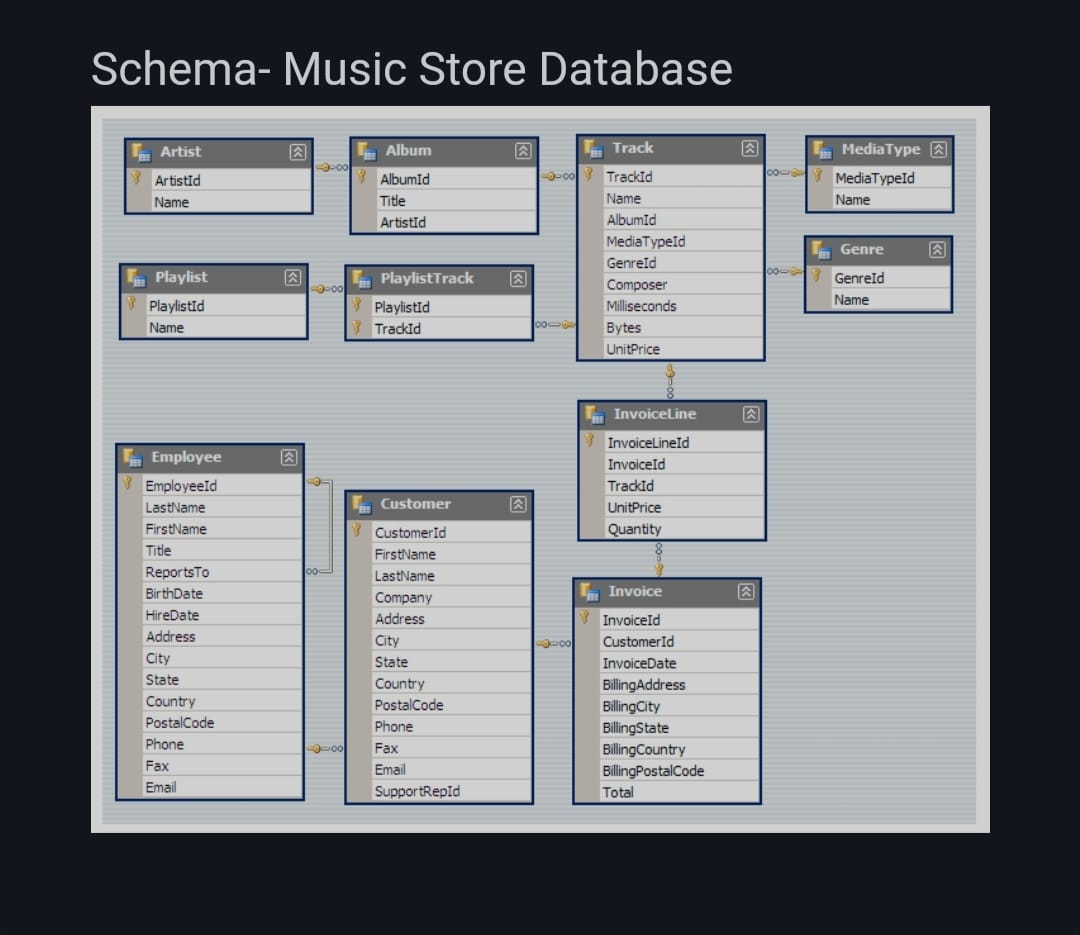 Schema- Music Store Database
Artist
ArtistId
Name
Album
AlbumId
Title
ArtistId
Track
TrackId
Name
AlbumId
MediaTypeId
GenreId
Composer
Milliseconds
Bytes
UnitPrice
MediaType
MediaTypeId
Name
Genre
GenreId
Name
Playlist
PlaylistId
Name
PlaylistTrack
PlaylistId
TrackId
InvoiceLine
InvoiceLineId
InvoiceId
TrackId
UnitPrice
Quantity
Employee
EmployeeId
LastName
FirstName
Title
ReportsTo
BirthDate
HireDate
Address
City
State
Country
PostalCode
Phone
Fax
Email
Customer
CustomerId
FirstName
LastName
Company
Address
City
State
Country
PostalCode
Phone
Fax
Email
SupportRepId
Invoice
InvoiceId
CustomerId
InvoiceDate
BillingAddress
BillingCity
BillingState
BillingCountry
BillingPostalCode
Total